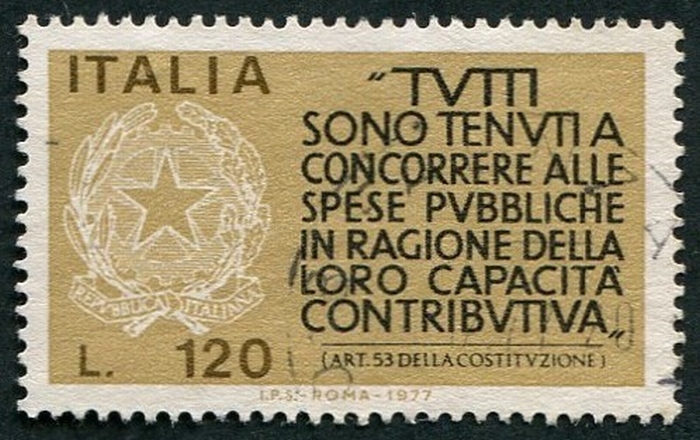 ITALIA
“TVTTI
SONO TENVTI A
CONCORRERE ALLE
SPESE PVBBLICHE
IN RAGIONE DELLA
LORO CAPACITÀ
CONTRIBVTIVA„
(ART. 53 DELLA COSTITVZIONE)
REPVBBLICA ITALIANA
L. 120
I.P.S.-ROMA-1977